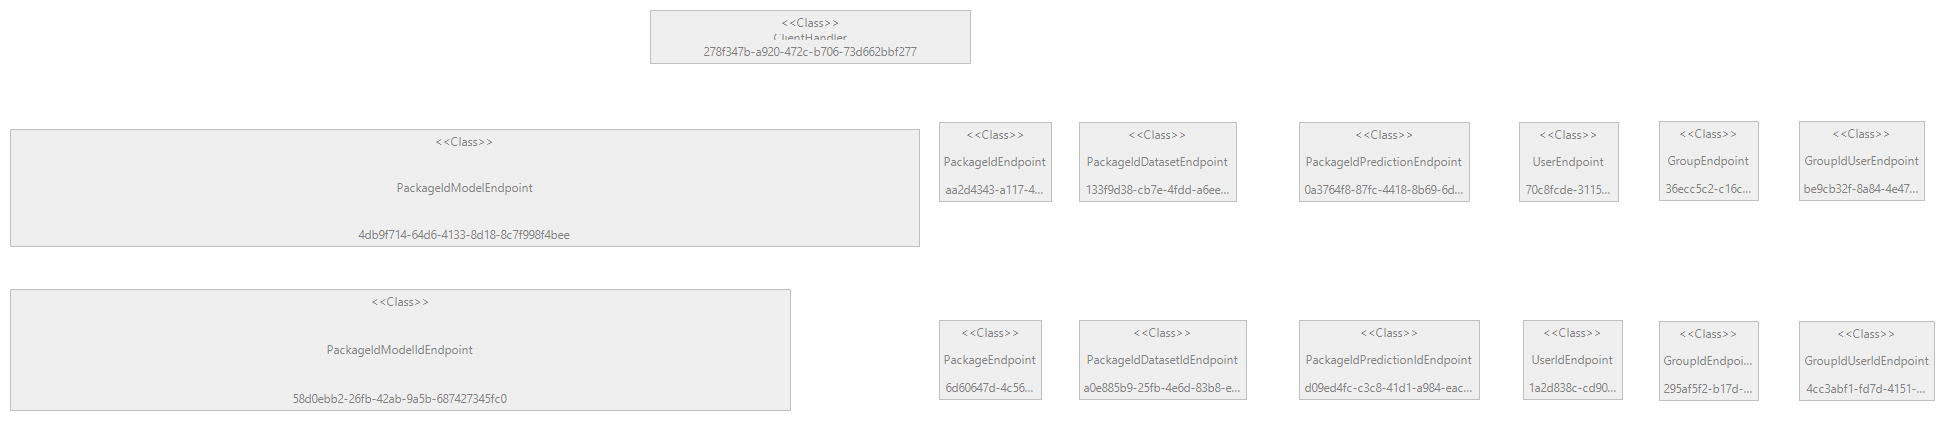 <<Class>>
ClientHandler
278f347b-a920-472c-b706-73d662bbf277
<<Class>>
PackageIdModelEndpoint
4db9f714-64d6-4133-8d18-8c7f998f4bee
<<Class>>
PackageIdEndpoint
aa2d4343-a117-4...
<<Class>>
PackageIdDatasetEndpoint
133f9d38-cb7e-4fdd-a6ee...
<<Class>>
PackageIdPredictionEndpoint
0a3764f8-87fc-4418-8b69-6d...
<<Class>>
UserEndpoint
70c8fcde-3115...
<<Class>>
GroupEndpoint
36ecc5c2-c16c...
<<Class>>
GroupIdUserEndpoint
be9cb32f-8a84-4e47...
<<Class>>
PackageIdModelIdEndpoint
58d0ebb2-26fb-42ab-9a5b-687427345fc0
<<Class>>
PackageEndpoint
6d60647d-4c56...
<<Class>>
PackageIdDatasetIdEndpoint
a0e885b9-25fb-4e6d-83b8-e...
<<Class>>
PackageIdPredictionIdEndpoint
d09ed4fc-c3c8-41d1-a984-eac...
<<Class>>
UserIdEndpoint
1a2d838c-cd90...
<<Class>>
GroupIdEndpoi...
295af5f2-b17d-...
<<Class>>
GroupIdUserIdEndpoint
4cc3abf1-fd7d-4151-...